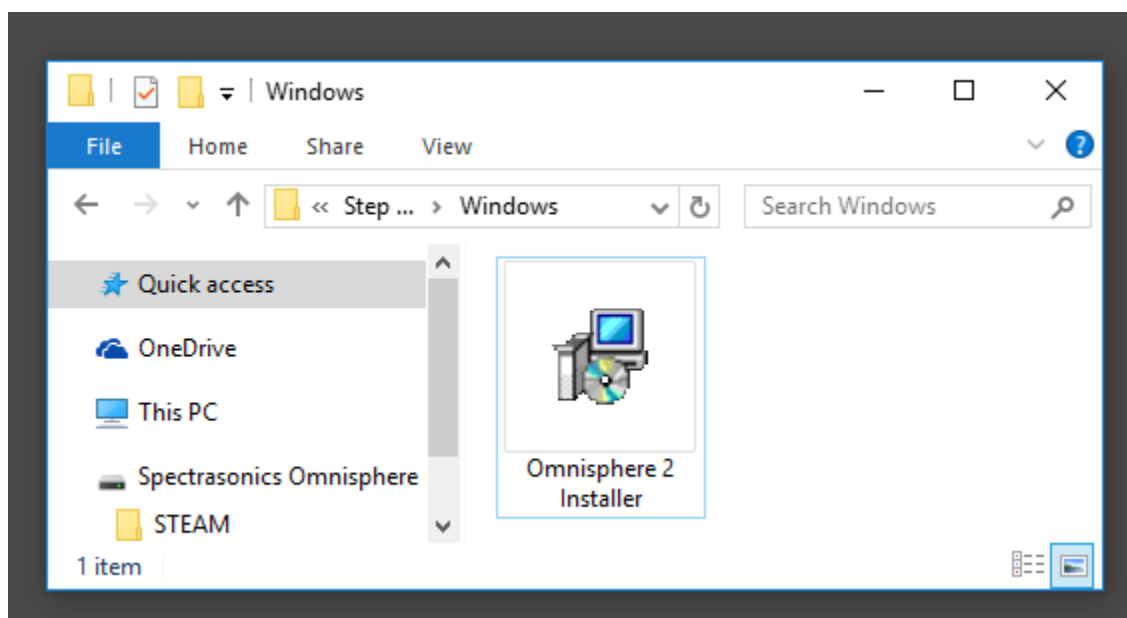 Windows
File Home Share View
« Step ... › Windows
Search Windows
Quick access
OneDrive
This PC
Spectrasonics Omnisphere
STEAM
Omnisphere 2
Installer
1 item